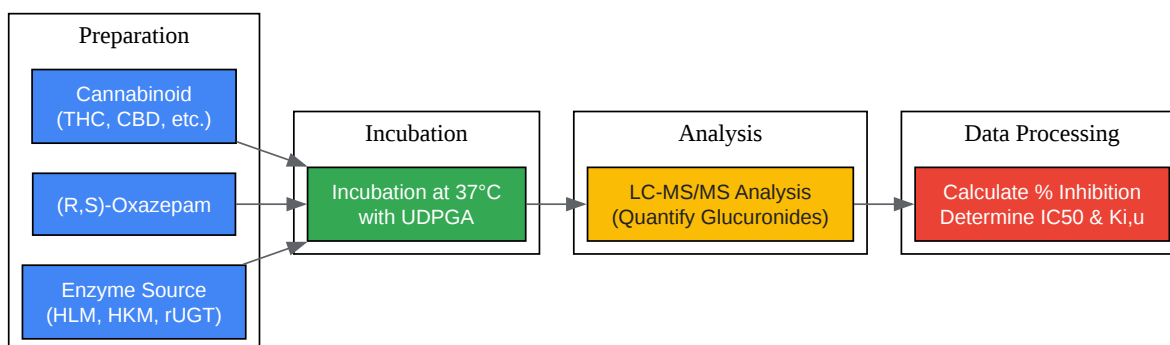 Preparation
Cannabinoid
(THC, CBD, etc.)
(R,S)-Oxazepam
Enzyme Source
(HLM, HKM, rUGT)
Incubation
Incubation at 37°C
with UDPGA
Analysis
LC-MS/MS Analysis
(Quantify Glucuronides)
Data Processing
Calculate % Inhibition
Determine IC50 & Ki,u